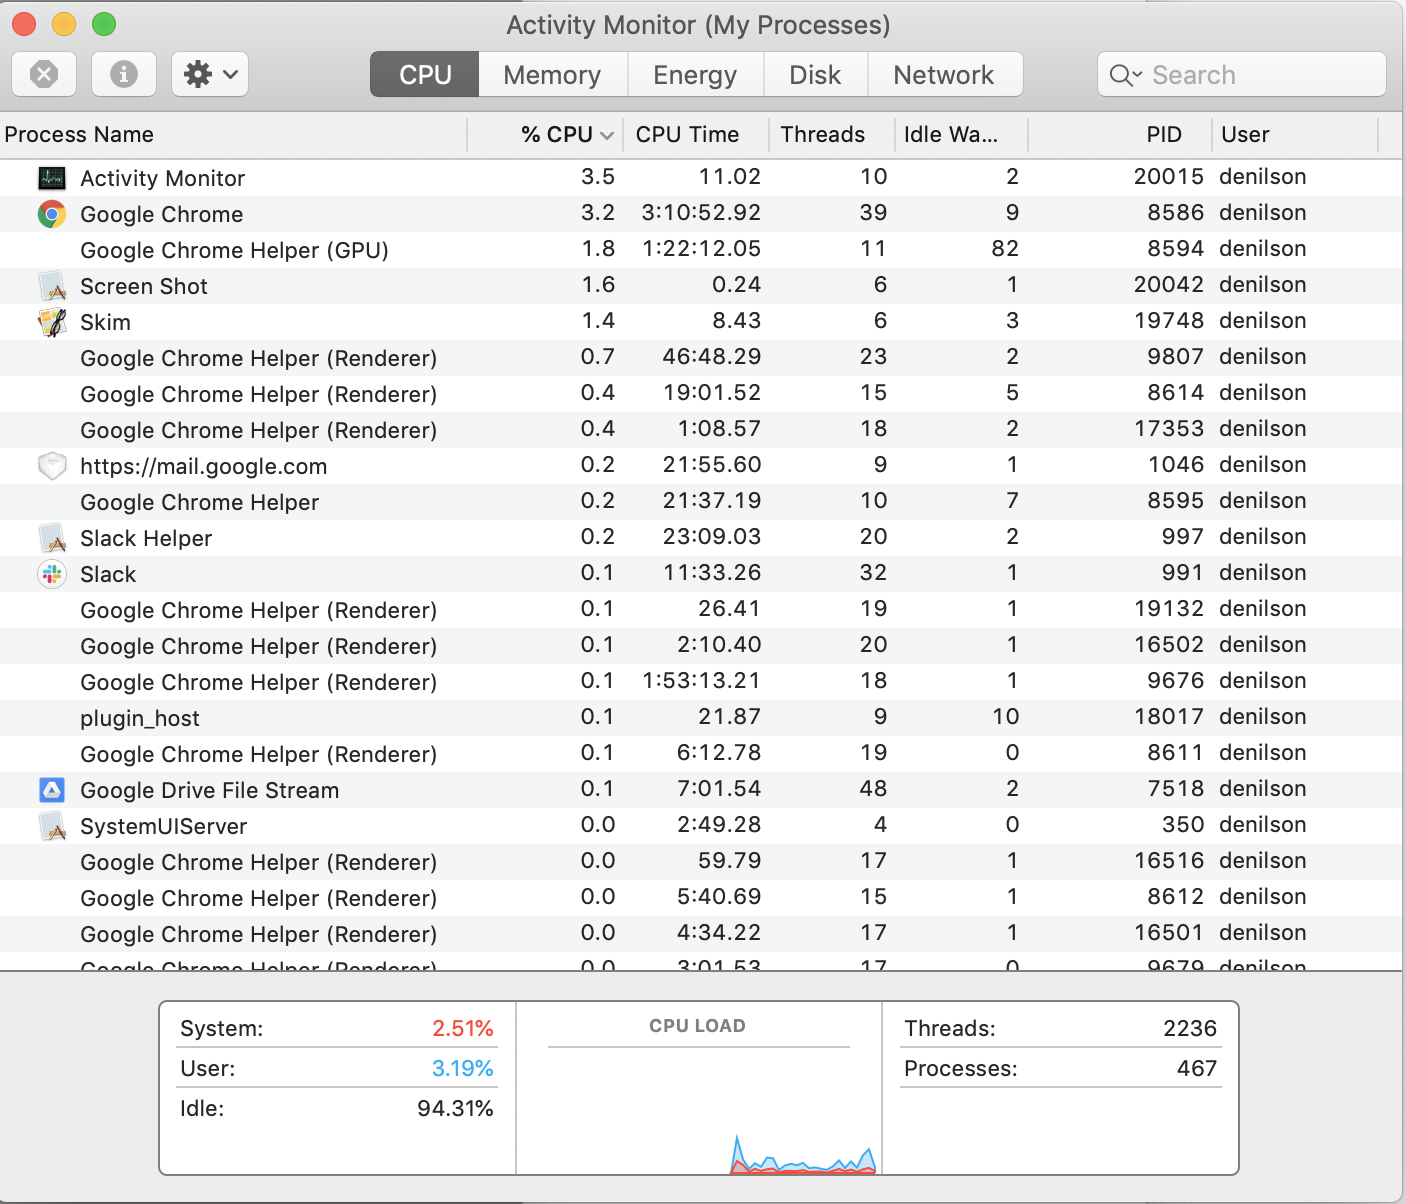 Activity Monitor (My Processes)
CPU Memory Energy Disk Network Search
Process Name % CPU CPU Time Threads Idle Wa... PID User
Activity Monitor 3.5 11.02 10 2 20015 denilson
Google Chrome 3.2 3:10:52.92 39 9 8586 denilson
Google Chrome Helper (GPU) 1.8 1:22:12.05 11 82 8594 denilson
Screen Shot 1.6 0.24 6 1 20042 denilson
Skim 1.4 8.43 6 3 19748 denilson
Google Chrome Helper (Renderer) 0.7 46:48.29 23 2 9807 denilson
Google Chrome Helper (Renderer) 0.4 19:01.52 15 5 8614 denilson
Google Chrome Helper (Renderer) 0.4 1:08.57 18 2 17353 denilson
https://mail.google.com 0.2 21:55.60 9 1 1046 denilson
Google Chrome Helper 0.2 21:37.19 10 7 8595 denilson
Slack Helper 0.2 23:09.03 20 2 997 denilson
Slack 0.1 11:33.26 32 1 991 denilson
Google Chrome Helper (Renderer) 0.1 26.41 19 1 19132 denilson
Google Chrome Helper (Renderer) 0.1 2:10.40 20 1 16502 denilson
Google Chrome Helper (Renderer) 0.1 1:53:13.21 18 1 9676 denilson
plugin_host 0.1 21.87 9 10 18017 denilson
Google Chrome Helper (Renderer) 0.1 6:12.78 19 0 8611 denilson
Google Drive File Stream 0.1 7:01.54 48 2 7518 denilson
SystemUIServer 0.0 2:49.28 4 0 350 denilson
Google Chrome Helper (Renderer) 0.0 59.79 17 1 16516 denilson
Google Chrome Helper (Renderer) 0.0 5:40.69 15 1 8612 denilson
Google Chrome Helper (Renderer) 0.0 4:34.22 17 1 16501 denilson
Google Chrome Helper (Renderer) 0.0 3:01.53 17 0 9679 denilson
System: 2.51% CPU LOAD Threads: 2236
User: 3.19% Processes: 467
Idle: 94.31%